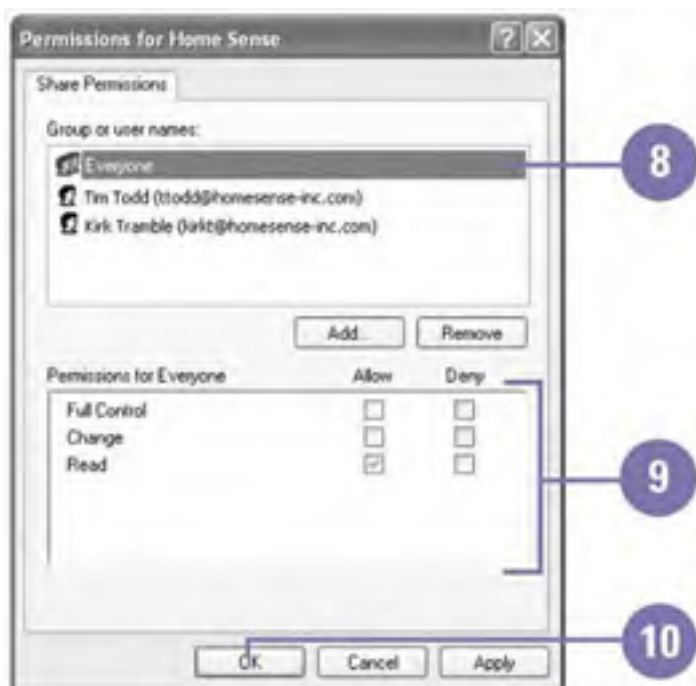 Permissions for Home Sense
Share Permissions
Group or user names:
Everyone
8
Tim Todd (ttodd@homesense-inc.com)
Kirk Tramble (kirkt@homesense-inc.com)
Add... Remove
Permissions for Everyone Allow Deny
Full Control
Change
Read
9
10
OK Cancel Apply